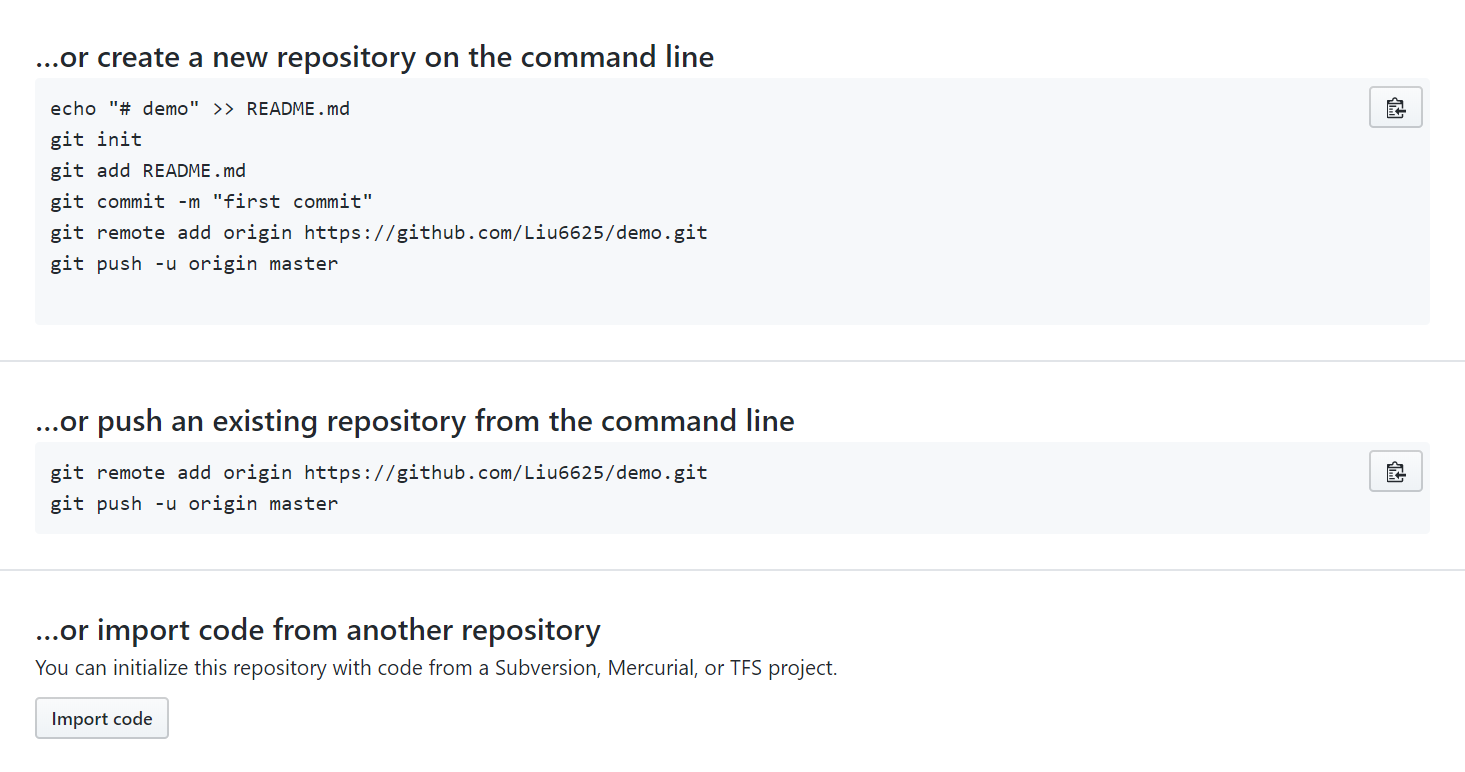 ...or create a new repository on the command line
echo "# demo" >> README.md
git init
git add README.md
git commit -m "first commit"
git remote add origin https://github.com/Liu6625/demo.git
git push -u origin master
...or push an existing repository from the command line
git remote add origin https://github.com/Liu6625/demo.git
git push -u origin master
...or import code from another repository
You can initialize this repository with code from a Subversion, Mercurial, or TFS project.
Import code